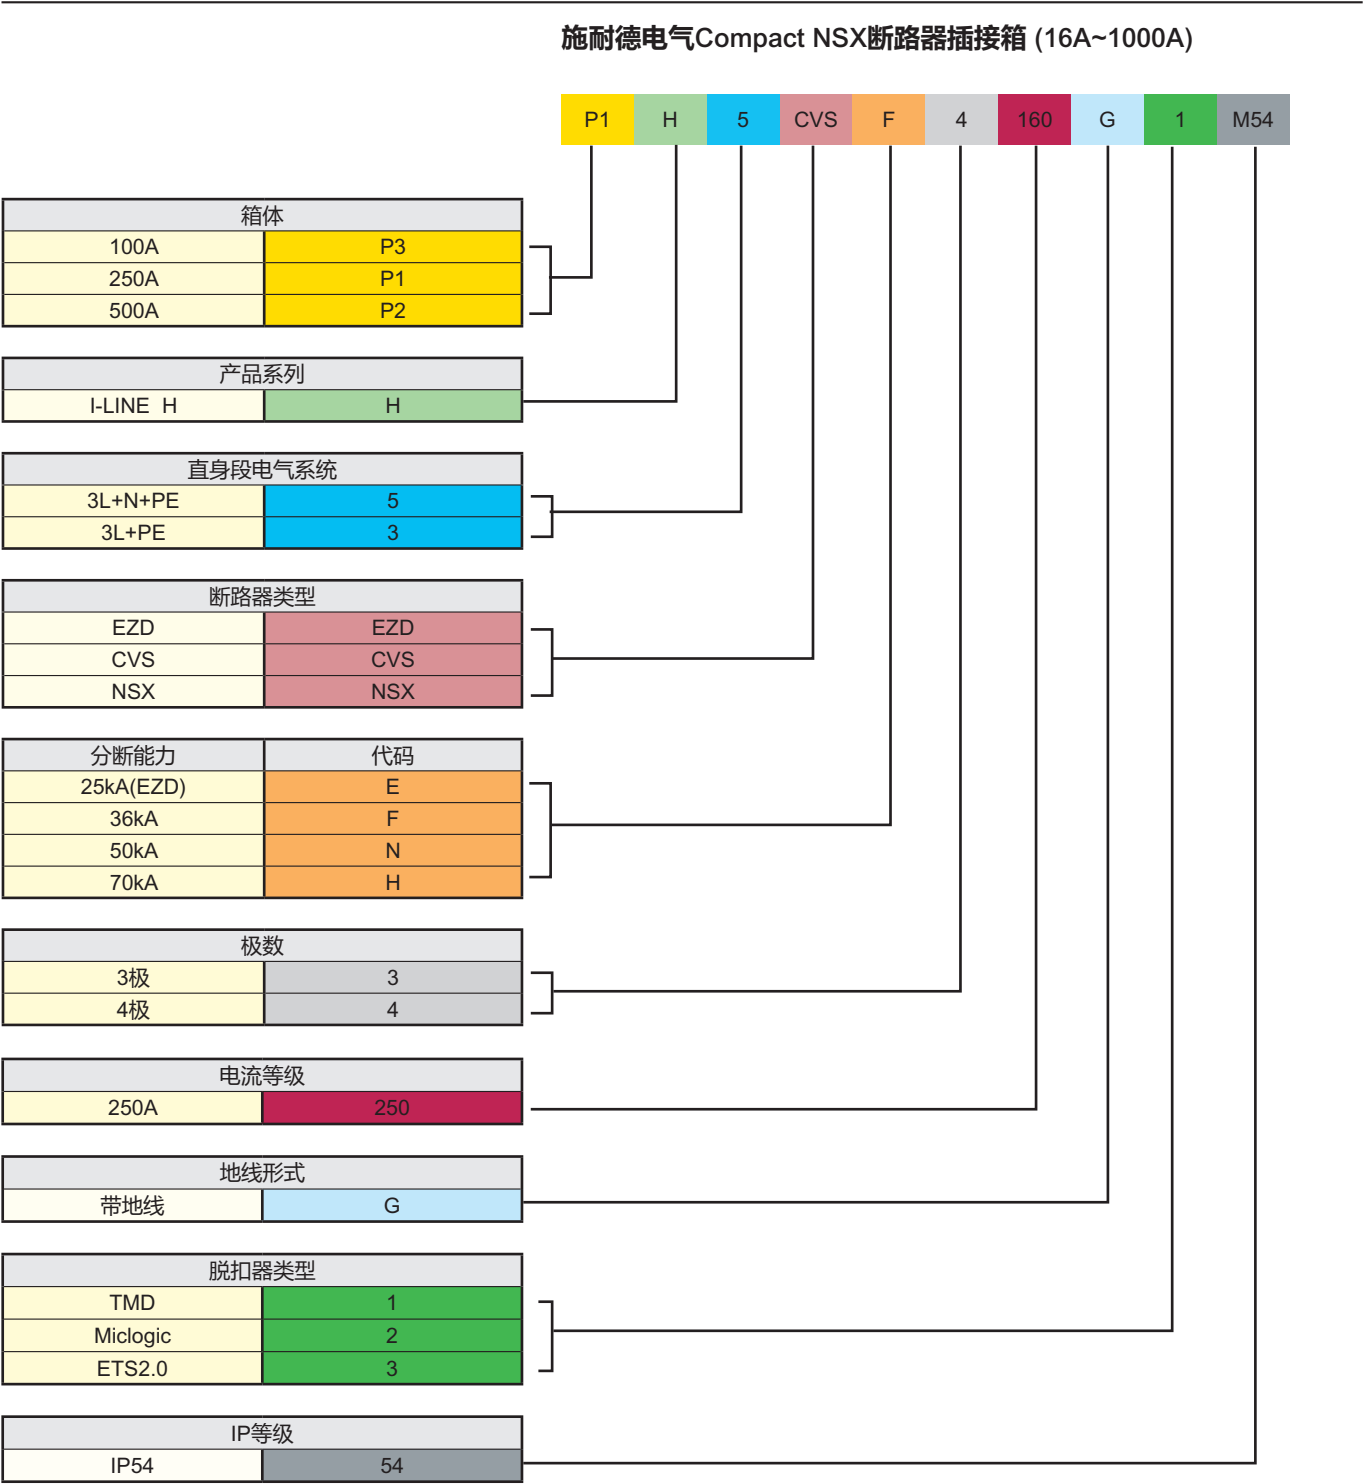 施耐德电气Compact NSX断路器插接箱 (16A~1000A)
P1 H 5 CVS F 4 160 G 1 M54
箱体
100A P3
250A P1
500A P2
产品系列
I-LINE H H
直身段电气系统
3L+N+PE 5
3L+PE 3
断路器类型
EZD EZD
CVS CVS
NSX NSX
分断能力 代码
25kA(EZD) E
36kA F
50kA N
70kA H
极数
3极 3
4极 4
电流等级
250A 250
地线形式
带地线 G
脱扣器类型
TMD 1
Miclogic 2
ETS2.0 3
IP等级
IP54 54